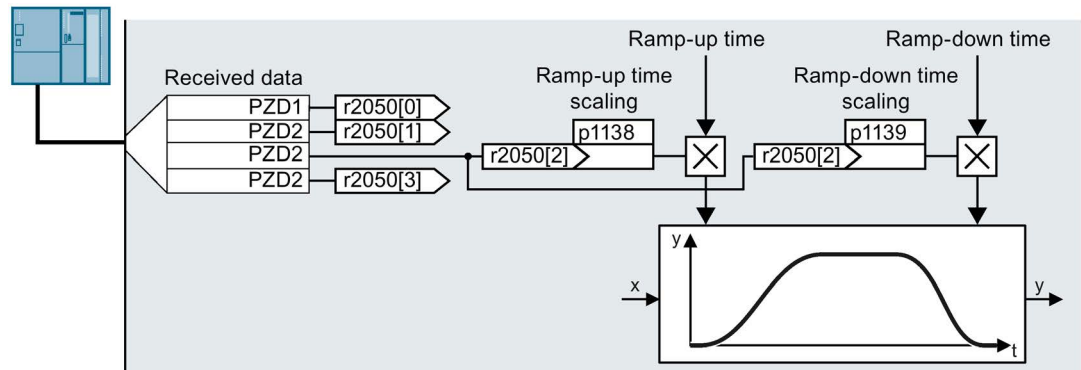 Ramp-up time
Ramp-down time
Received data
Ramp-up time
scaling
Ramp-down time
scaling
PZD1
r2050[0]
PZD2
r2050[1]
p1138
p1139
PZD2
r2050[2]
r2050[2]
PZD2
r2050[3]
y
x
y
t